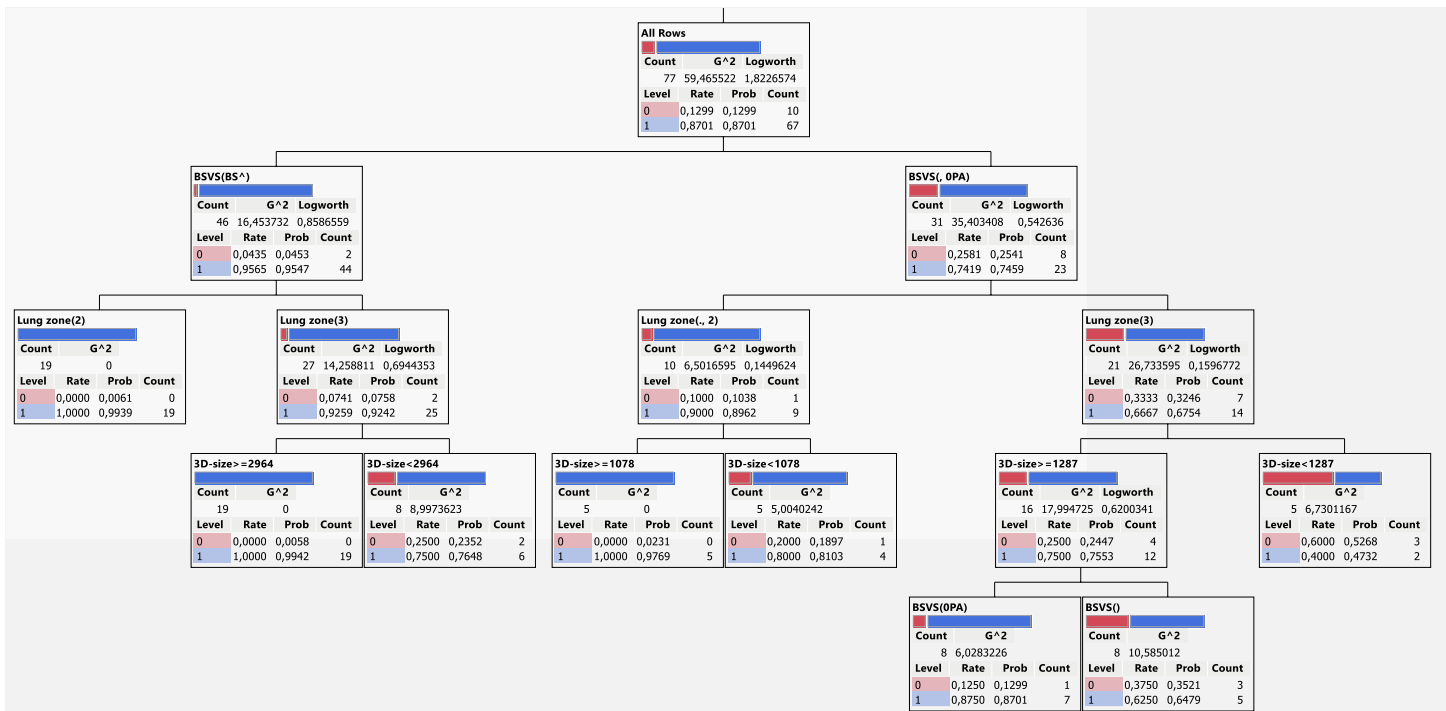 All Rows
Count G^2 Logworth
77 59,465522 1,8226574
Level Rate Prob Count
0 0,1299 0,1299 10
1 0,8701 0,8701 67
BSVS(BS^)
Count G^2 Logworth
46 16,453732 0,8586559
Level Rate Prob Count
0 0,0435 0,0453 2
1 0,9565 0,9547 44
BSVS(, 0PA)
Count G^2 Logworth
31 35,403408 0,542636
Level Rate Prob Count
0 0,2581 0,2541 8
1 0,7419 0,7459 23
Lung zone(2)
Count G^2
19 0
Level Rate Prob Count
0 0,0000 0,0061 0
1 1,0000 0,9939 19
Lung zone(3)
Count G^2 Logworth
27 14,258811 0,6944353
Level Rate Prob Count
0 0,0741 0,0758 2
1 0,9259 0,9242 25
Lung zone(., 2)
Count G^2 Logworth
10 6,5016595 0,1449624
Level Rate Prob Count
0 0,1000 0,1038 1
1 0,9000 0,8962 9
Lung zone(3)
Count G^2 Logworth
21 26,733595 0,1596772
Level Rate Prob Count
0 0,3333 0,3246 7
1 0,6667 0,6754 14
3D-size>=2964
Count G^2
19 0
Level Rate Prob Count
0 0,0000 0,0058 0
1 1,0000 0,9942 19
3D-size<2964
Count G^2
8 8,9973623
Level Rate Prob Count
0 0,2500 0,2352 2
1 0,7500 0,7648 6
3D-size>=1078
Count G^2
5 0
Level Rate Prob Count
0 0,0000 0,0231 0
1 1,0000 0,9769 5
3D-size<1078
Count G^2
5 5,0040242
Level Rate Prob Count
0 0,2000 0,1897 1
1 0,8000 0,8103 4
3D-size>=1287
Count G^2 Logworth
16 17,994725 0,6200341
Level Rate Prob Count
0 0,2500 0,2447 4
1 0,7500 0,7553 12
3D-size<1287
Count G^2
5 6,7301167
Level Rate Prob Count
0 0,6000 0,5268 3
1 0,4000 0,4732 2
BSVS(0PA)
Count G^2
8 6,0283226
Level Rate Prob Count
0 0,1250 0,1299 1
1 0,8750 0,8701 7
BSVS()
Count G^2
8 10,585012
Level Rate Prob Count
0 0,3750 0,3521 3
1 0,6250 0,6479 5